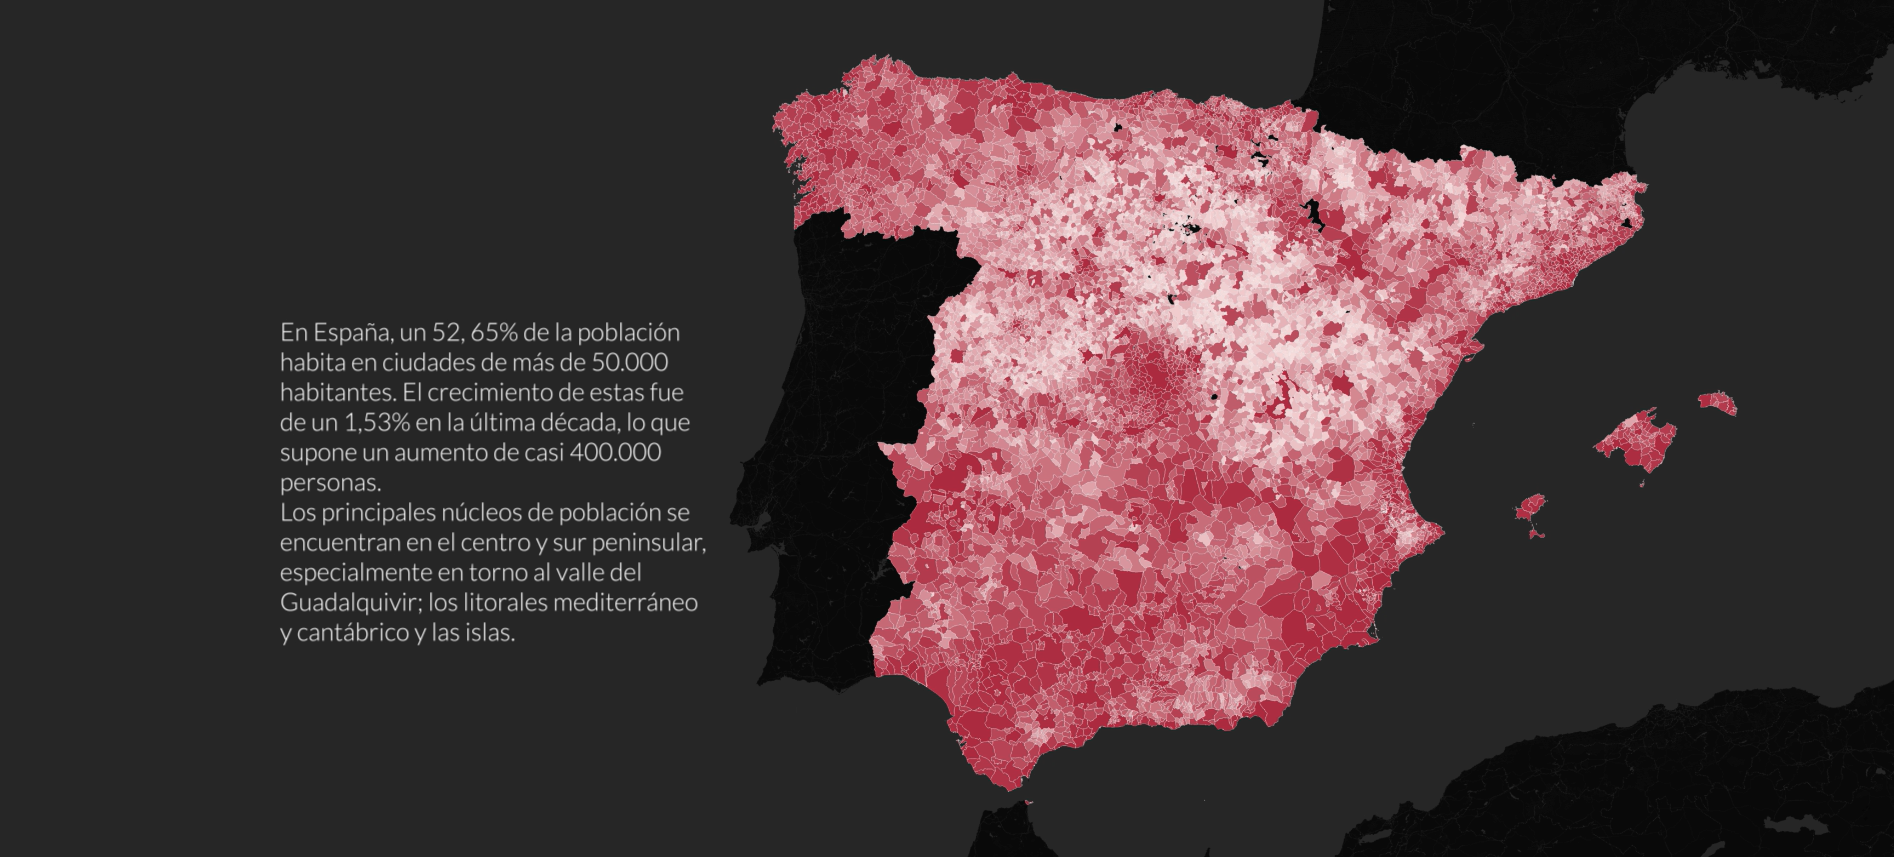 En España, un 52, 65% de la población
habita en ciudades de más de 50.000
habitantes. El crecimiento de estas fue
de un 1,53% en la última década, lo que
supone un aumento de casi 400.000
personas.
Los principales núcleos de población se
encuentran en el centro y sur peninsular,
especialmente en torno al valle del
Guadalquivir; los litorales mediterráneo
y cantábrico y las islas.